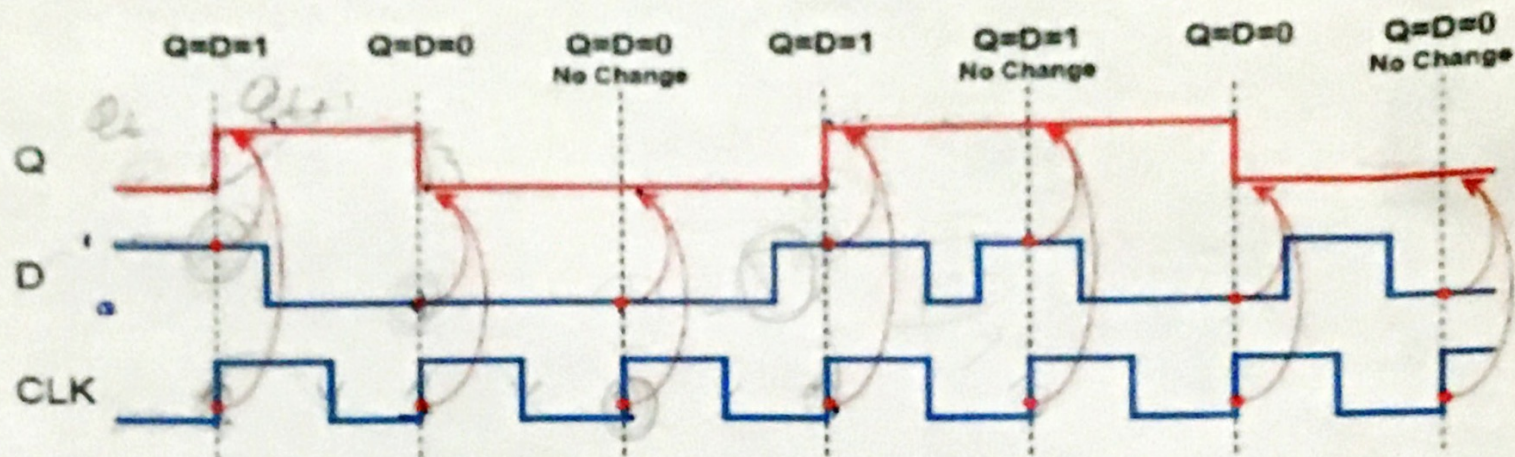 Q=D=1 Q=D=0 Q=D=0 Q=D=1 Q=D=1 Q=D=0 Q=D=0
No Change No Change No Change
Q
D
CLK